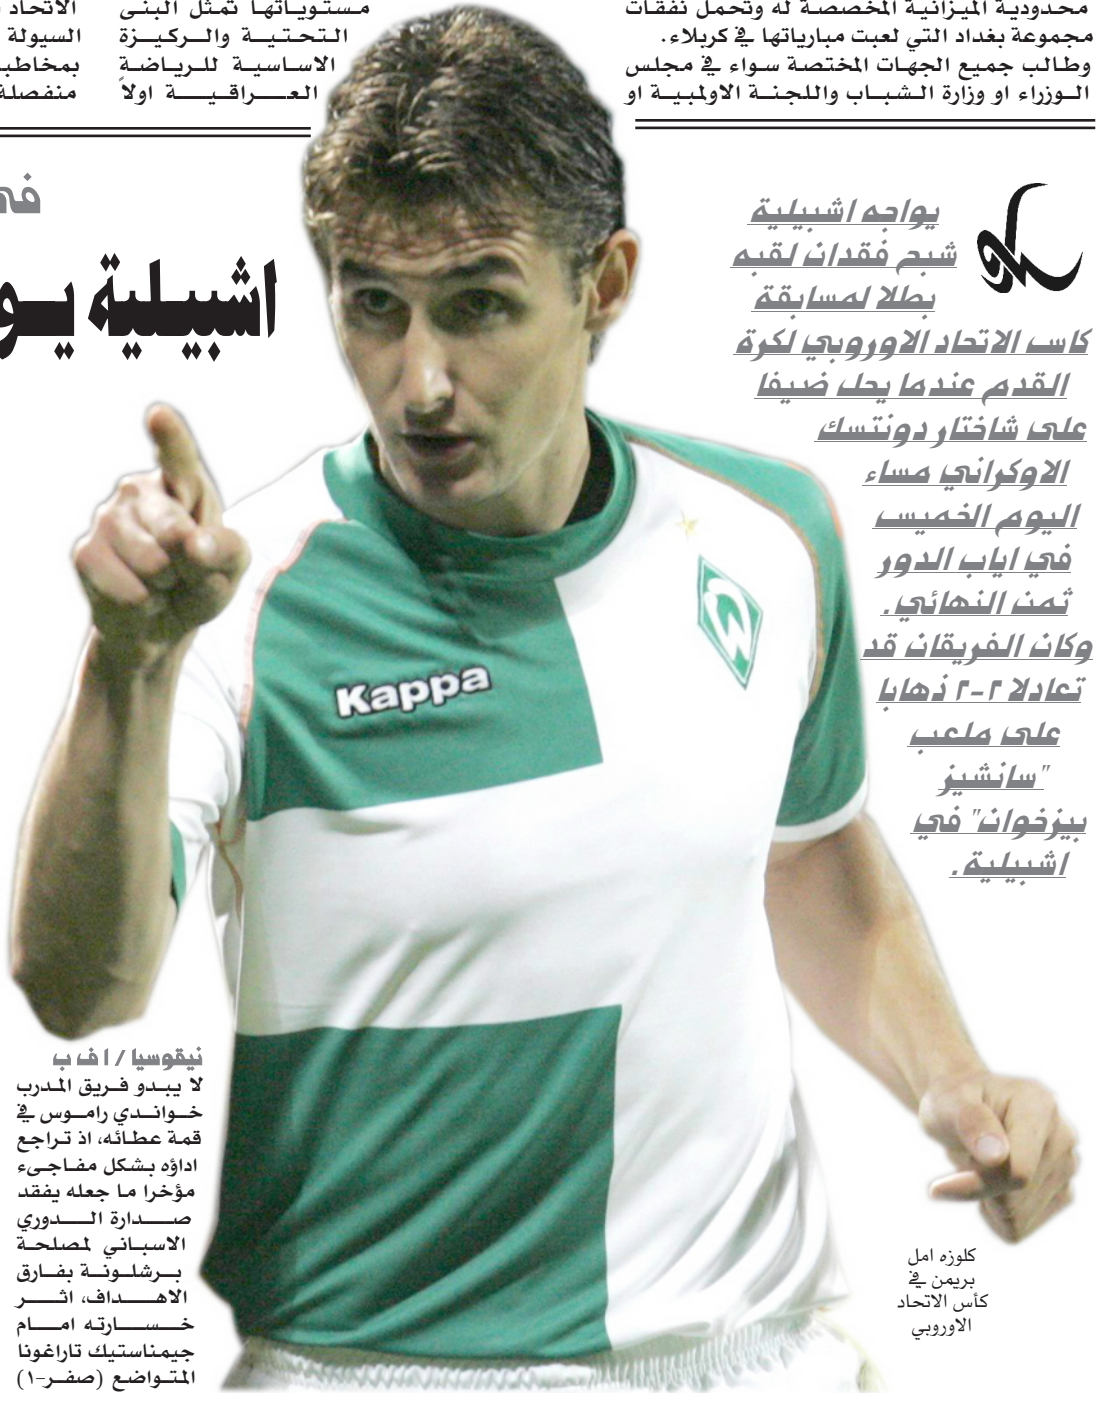 محدودية الميزانية المخصصة له وتحمل نفقات
مجموعة بغداد التي لعبت مبارياتها في كربلاء.
وطالب جميع الجهات المختصة سواء في مجلس
الوزراء او وزارة الشباب واللجنة الاولمبية او
مستوياتها تمثل البنى
التحتية والركيزة
الاساسية للرياضة
العراقية اولاً
الاتحاد
السيولة
منفصلة
في
اشبيلية
يواجه اشبيلية
شبح فقدان لقبه
بطلا لمسابقة
كاس الاتحاد الاوروبي لكرة
القدم عندما يحل ضيفا
على شاختار دونتسك
الاوكراني مساء
اليوم الخميس
في اياب الدور
ثمن النهائي.
وكان الفريقان قد
تعادلا ٢-٢ ذهابا
على ملعب
"سانشيز
بيزخوان" في
اشبيلية.
Kappa
نيقوسيا / ا ف ب
لا يبدو فريق المدرب
خواندي راموس في
قمة عطائه، اذ تراجع
اداؤه بشكل مفاجىء
مؤخرا ما جعله يفقد
صدارة الدوري
الاسباني لمصلحة
برشلونة بفارق
الاهداف، اثر
خسارته امام
جيمناستيك تاراغونا
المتواضع (صفر-١)
كلوزه امل
بريمن في
كأس الاتحاد
الاوروبي